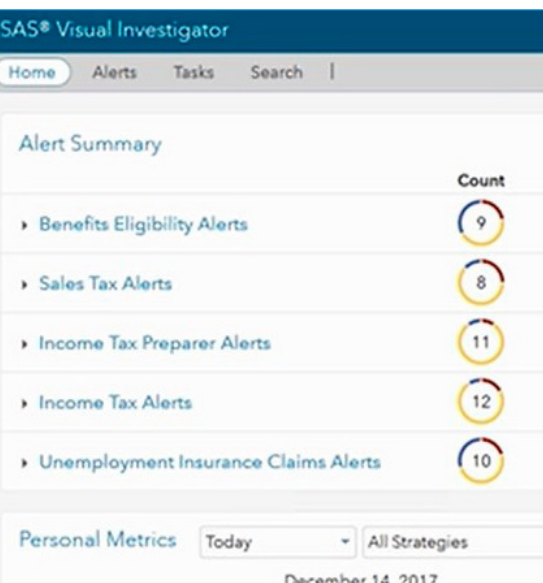 SAS® Visual Investigator
Home Alerts Tasks Search
Alert Summary
Count
Benefits Eligibility Alerts 9
Sales Tax Alerts 8
Income Tax Preparer Alerts 11
Income Tax Alerts 12
Unemployment Insurance Claims Alerts 10
Personal Metrics Today All Strategies
December 14, 2017